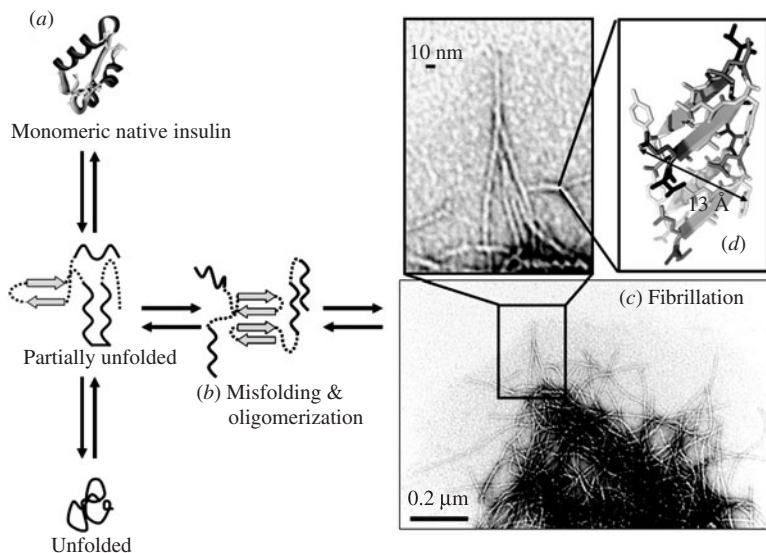 (a)
Monomeric native insulin
Partially unfolded
Unfolded
(b) Misfolding &
oligomerization
10 nm
13 Å
(d)
(c) Fibrillation
0.2 μm